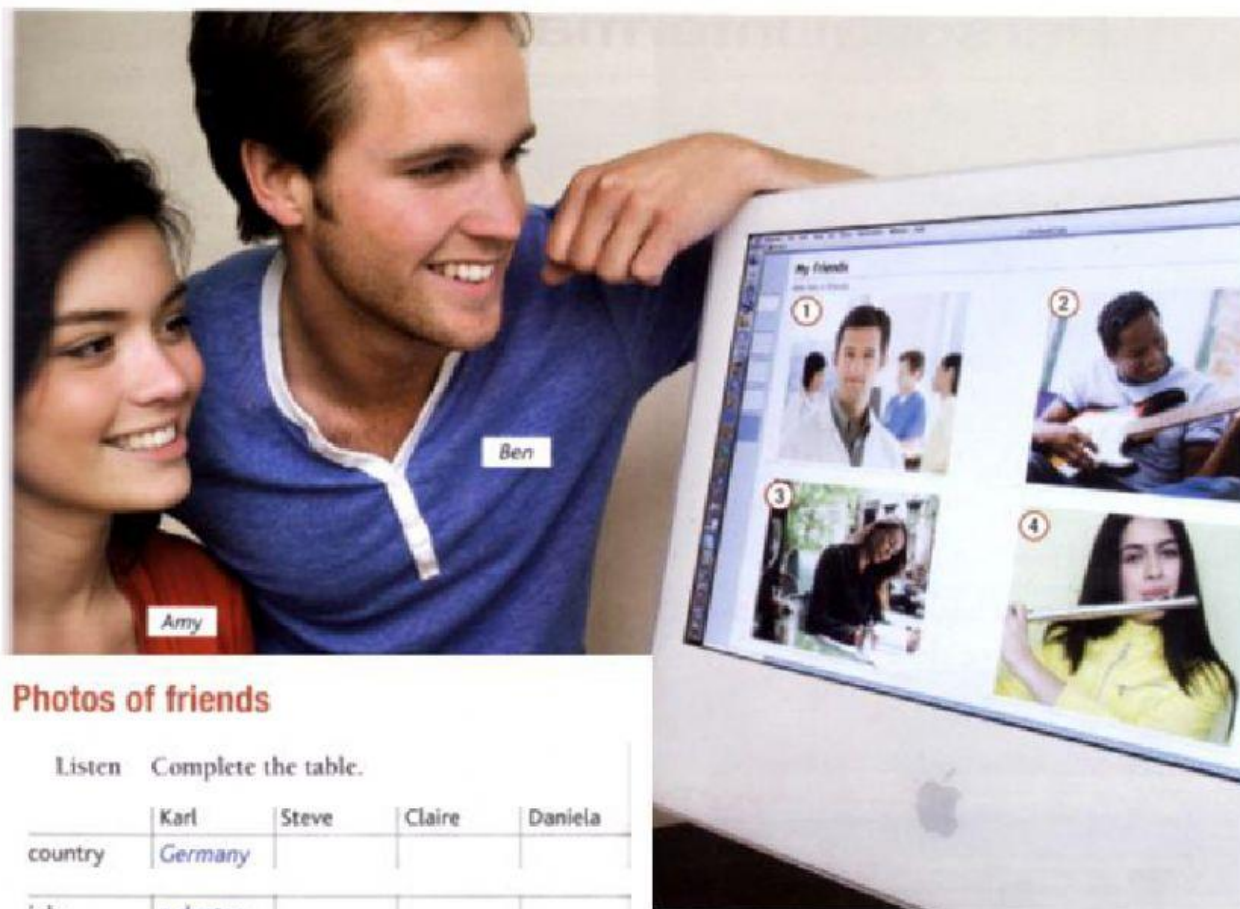 Ben
Amy
My Friends
1
2
3
4
Photos of friends
Listen Complete the table.
Karl Steve Claire Daniela
country Germany